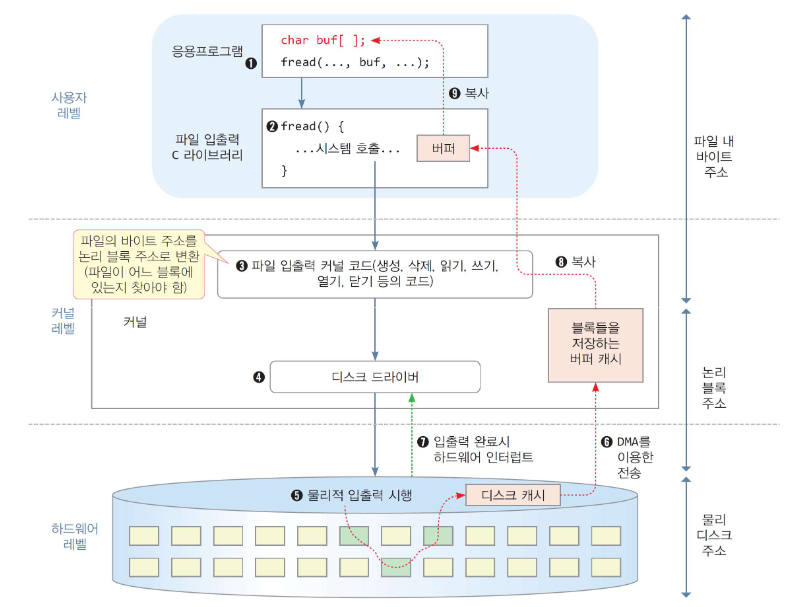 응용프로그램
❶
char buf[ ];
fread(..., buf, ...);
❾ 복사
사용자
레벨
파일 입출력
C 라이브러리
❷ fread() {
...시스템 호출...
}
버퍼
파일 내
바이트
주소
파일의 바이트 주소를
논리 블록 주소로 변환
(파일이 어느 블록에
있는지 찾아야 함)
❸ 파일 입출력 커널 코드(생성, 삭제, 읽기, 쓰기,
열기, 닫기 등의 코드)
❽ 복사
커널
레벨
커널
블록들을
저장하는
버퍼 캐시
❹
디스크 드라이버
논리
블록
주소
❼ 입출력 완료시
하드웨어 인터럽트
❻ DMA를
이용한
전송
❺ 물리적 입출력 시행
디스크 캐시
하드웨어
레벨
물리
디스크
주소